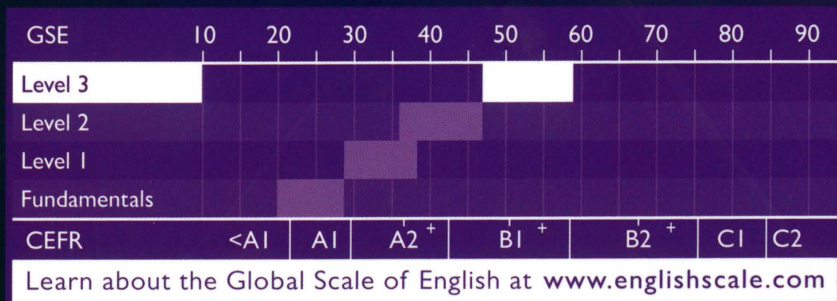 GSE 10 20 30 40 50 60 70 80 90
Level 3
Level 2
Level 1
Fundamentals
CEFR <A1 A1 A2+ B1+ B2+ C1 C2
Learn about the Global Scale of English at www.englishscale.com